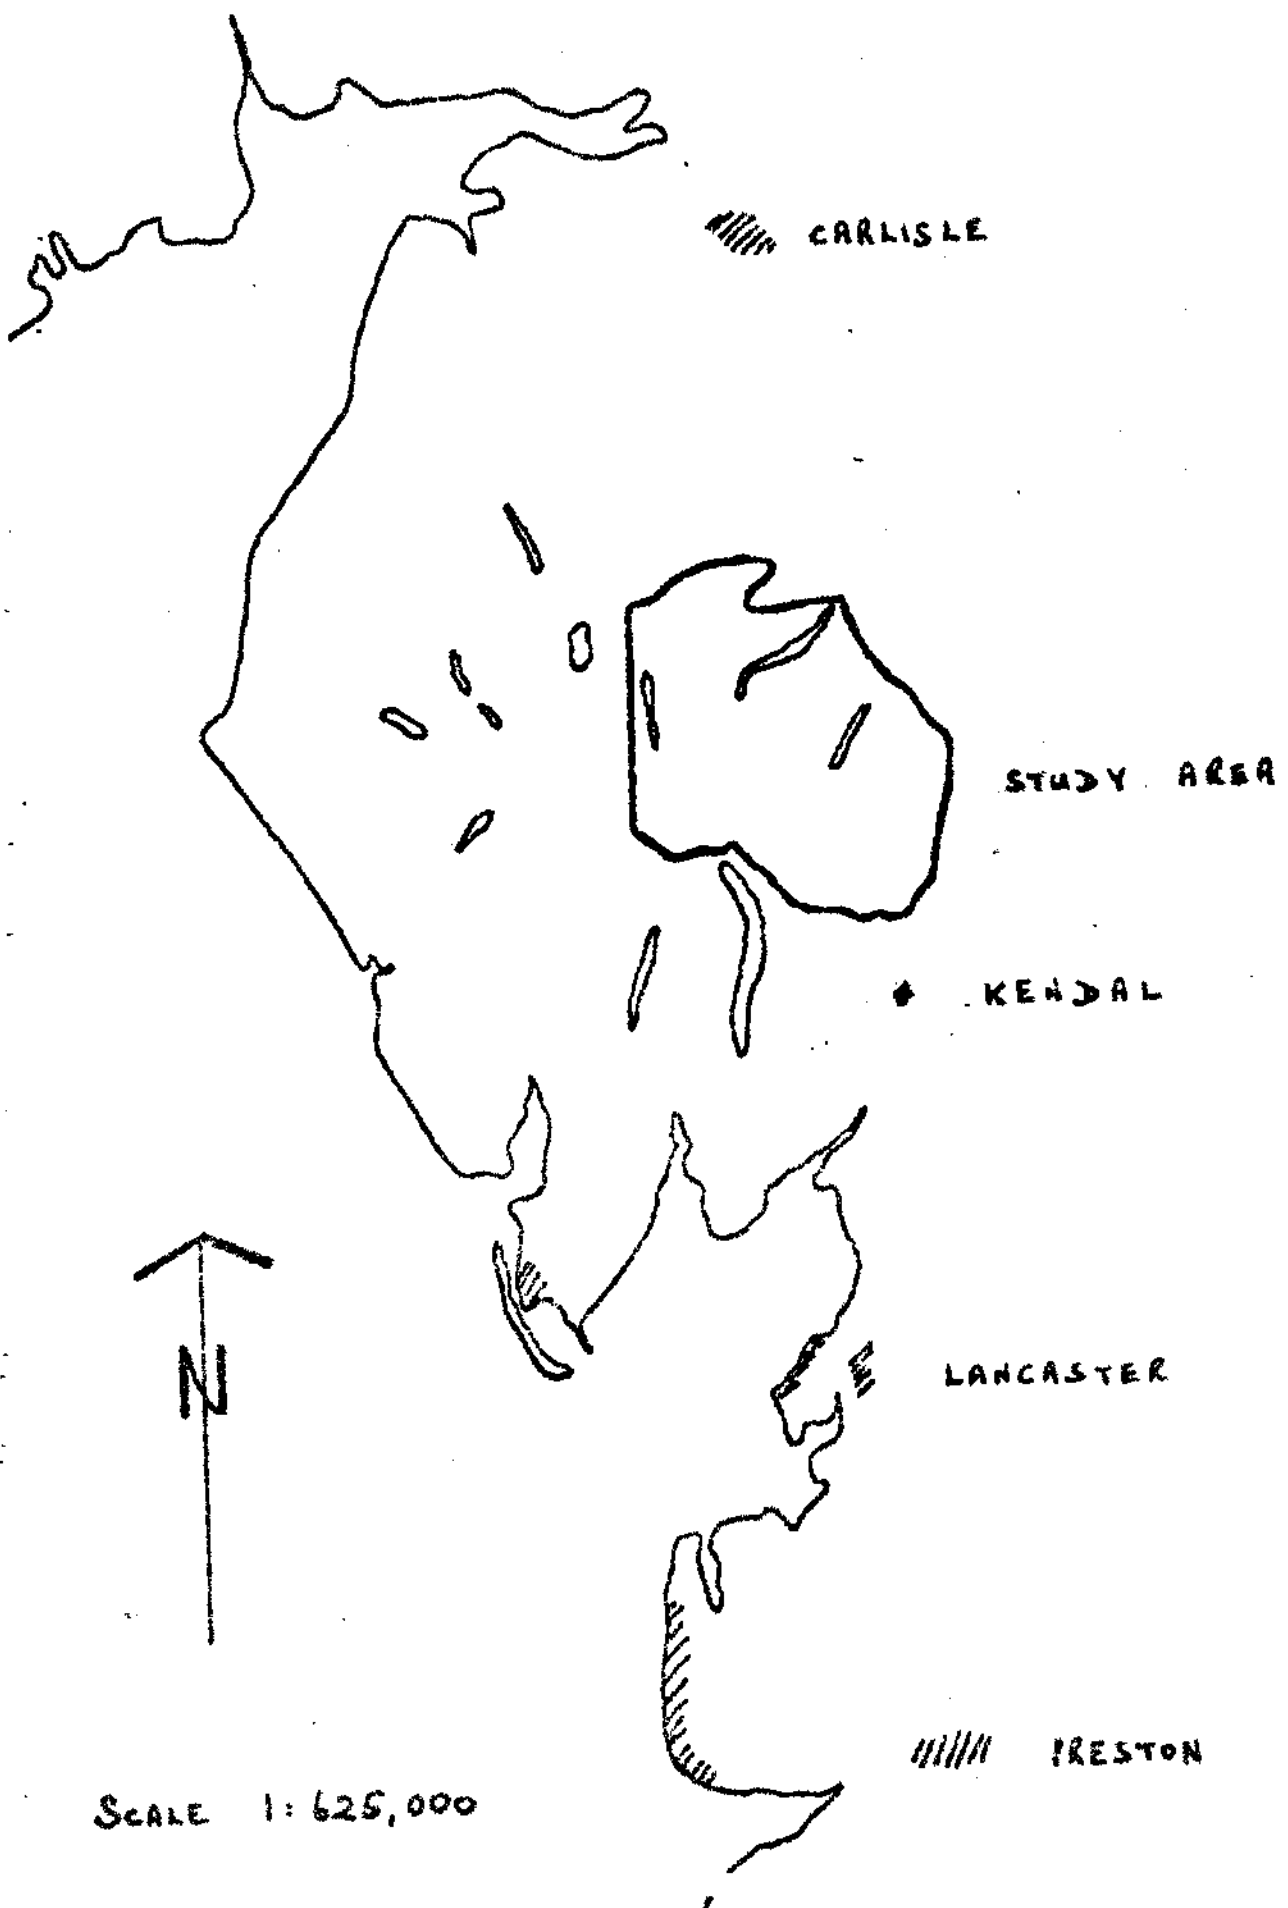 CARLISLE
STUDY AREA
KENDAL
N
LANCASTER
PRESTON
SCALE 1:625,000